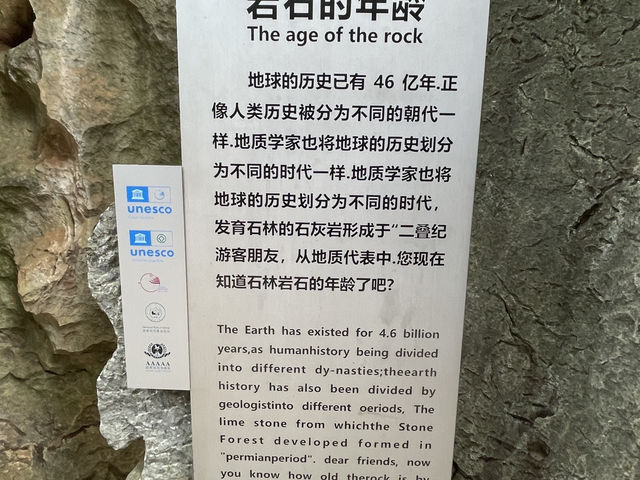 岩石的年龄
The age of the rock
地球的历史已有 46 亿年.正
像人类历史被分为不同的朝代一
样.地质学家也将地球的历史划分
为不同的时代一样.地质学家也将
地球的历史划分为不同的时代，
发育石林的石灰岩形成于“二叠纪
游客朋友，从地质代表中.您现在
知道石林岩石的年龄了吧？
The Earth has existed for 4.6 billion
years,as humanhistory being divided
into different dy-nasties;theearth
history has also been divided by
geologistinto different oeriods, The
lime stone from whichthe Stone
Forest developed formed in
"permianperiod". dear friends, now
you know how old therock is by
unesco
unesco
AAAAA